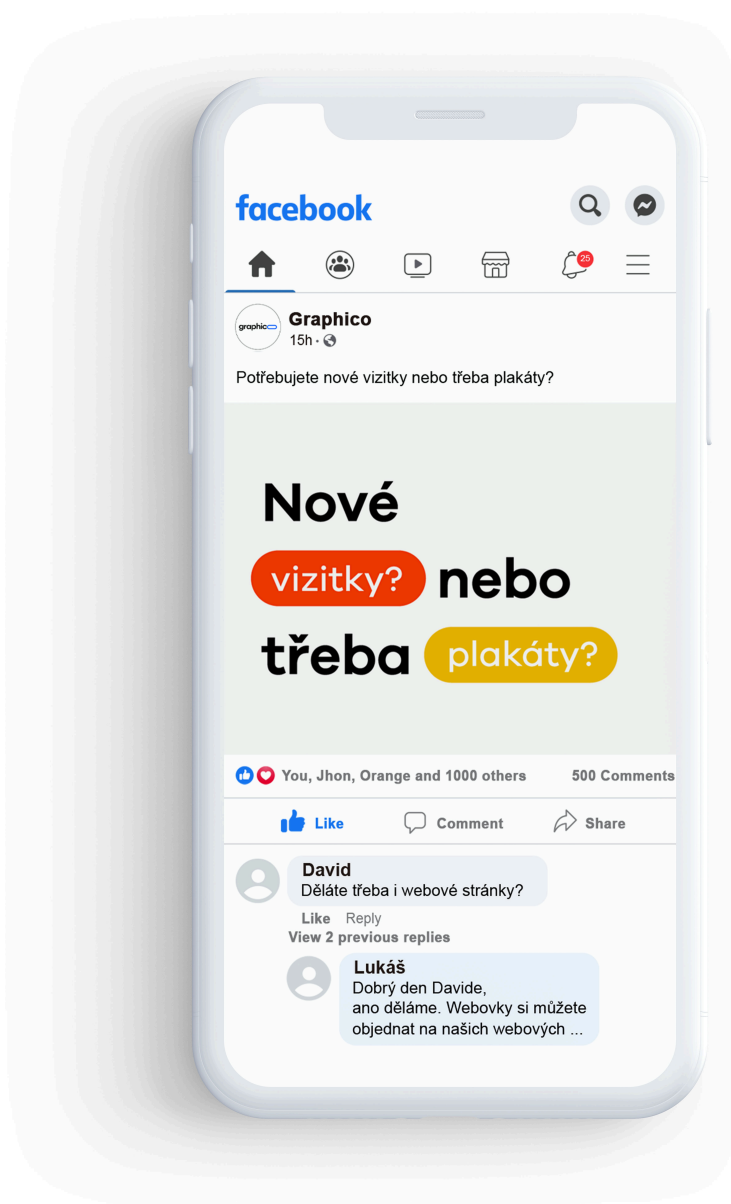 facebook
25
graphico
Graphico
15h ·
Potřebujete nové vizitky nebo třeba plakáty?
Nové
vizitky? nebo
třeba plakáty?
You, Jhon, Orange and 1000 others 500 Comments
Like Comment Share
David
Děláte třeba i webové stránky?
Like Reply
View 2 previous replies
Lukáš
Dobrý den Davide,
ano děláme. Webovky si můžete
objednat na našich webových ...